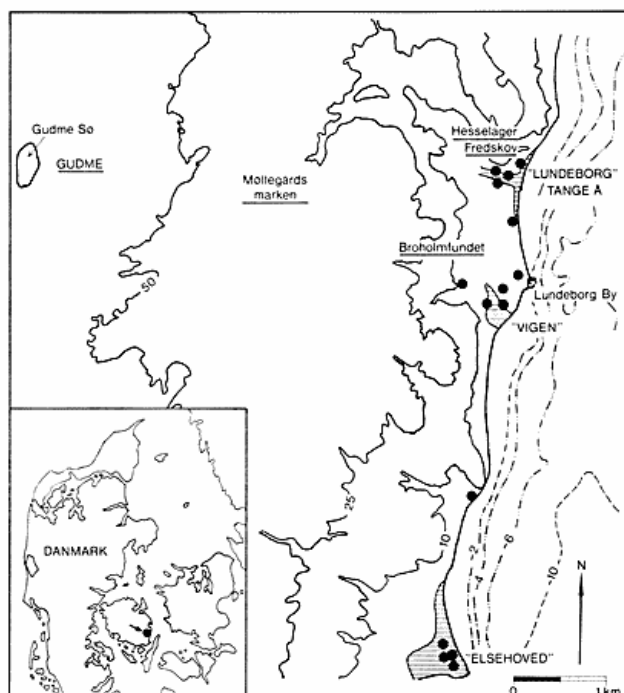 Gudme Sø
GUDME
Møllegårds
marken
Hesselager
Fredskov
"LUNDEBORG"
TANGE Å
Broholmfundet
Lundeborg By
"VIGEN"
50
25
10
-2
-4
-6
-10
DANMARK
"ELSEHOVED"
N
0 1km